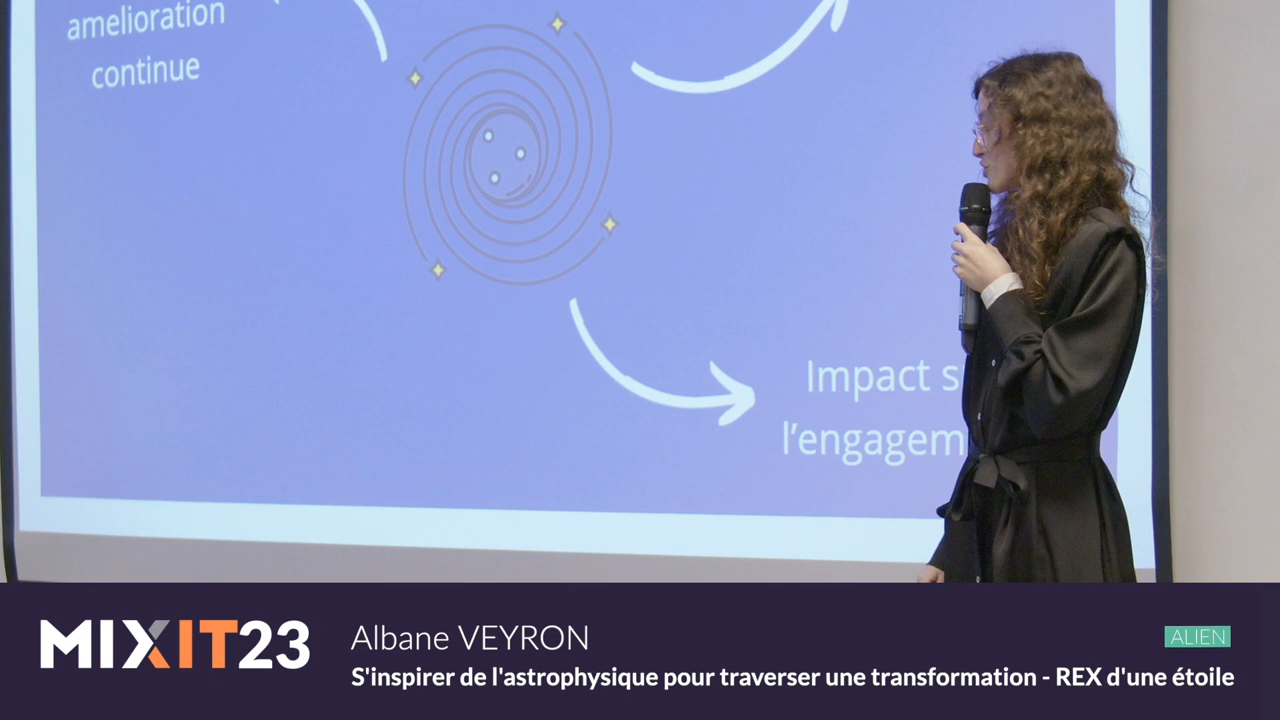 amelioration
continue
Impact s
l'engagem
MIXIT23
Albane VEYRON
ALIEN
S'inspirer de l'astrophysique pour traverser une transformation - REX d'une étoile